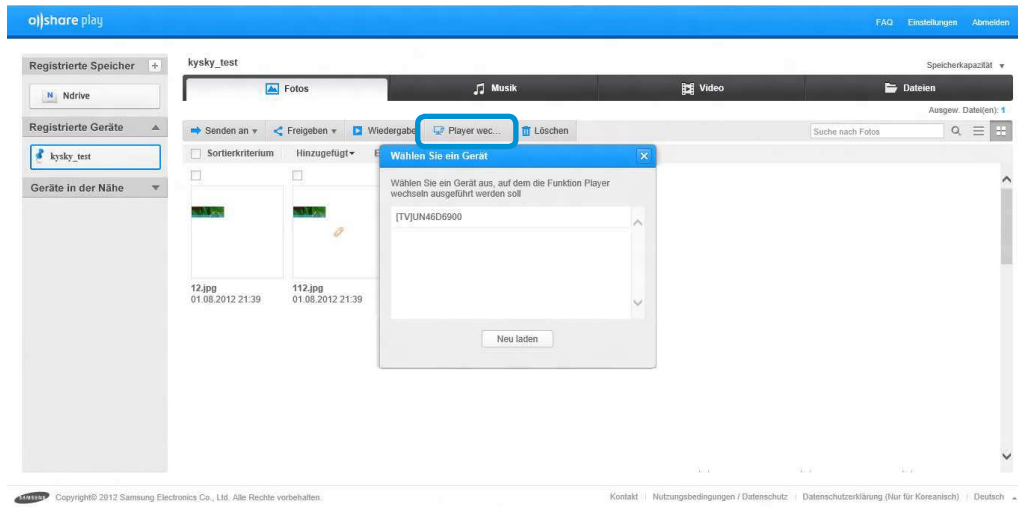 allshare play
FAQ Einstellungen Abmelden
Registrierte Speicher +
N Ndrive
Registrierte Geräte
kysky_test
Geräte in der Nähe
kysky_test
Speicherkapazität
Fotos Musik Video Dateien
Ausgew. Datei(en): 1
Senden an Freigeben Wiedergabe Player wec... Löschen
Suche nach Fotos
Sortierkriterium Hinzugefügt
12.jpg
01.08.2012 21:39
112.jpg
01.08.2012 21:39
Wählen Sie ein Gerät
Wählen Sie ein Gerät aus, auf dem die Funktion Player
wechseln ausgeführt werden soll
[TV]UN46D6900
Neu laden
SAMSUNG Copyright© 2012 Samsung Electronics Co., Ltd. Alle Rechte vorbehalten.
Kontakt | Nutzungsbedingungen / Datenschutz | Datenschutzerklärung (Nur für Koreanisch) | Deutsch